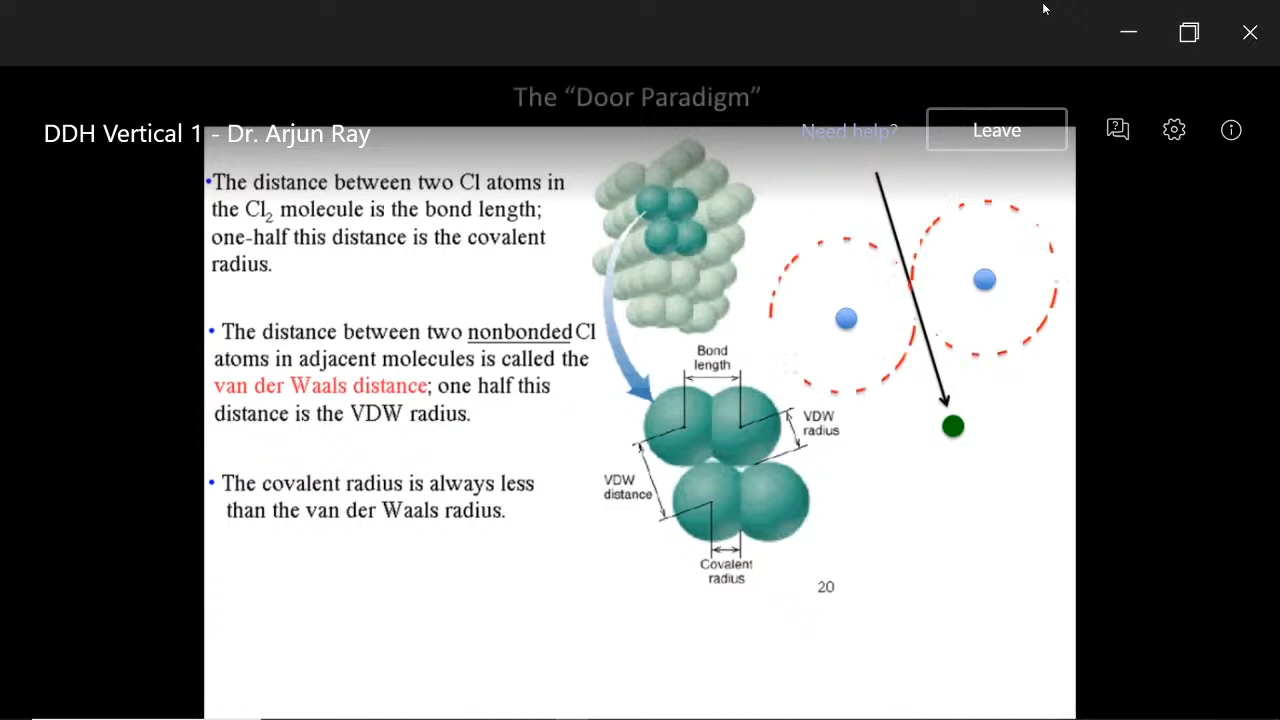 The “Door Paradigm”
DDH Vertical 1 - Dr. Arjun Ray
Need help?
Leave
•The distance between two Cl atoms in
the Cl₂ molecule is the bond length;
one-half this distance is the covalent
radius.
• The distance between two nonbonded Cl
atoms in adjacent molecules is called the
van der Waals distance; one half this
distance is the VDW radius.
• The covalent radius is always less
than the van der Waals radius.
Bond
length
VDW
radius
VDW
distance
Covalent
radius
20